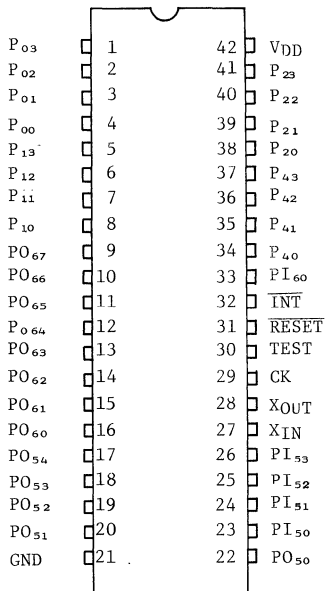 P₀₃ 1 42 VDD
P₀₂ 2 41 P₂₃
P₀₁ 3 40 P₂₂
P₀₀ 4 39 P₂₁
P₁₃ 5 38 P₂₀
P₁₂ 6 37 P₄₃
P₁₁ 7 36 P₄₂
P₁₀ 8 35 P₄₁
PO₆₇ 9 34 P₄₀
PO₆₆ 10 33 PI₆₀
PO₆₅ 11 32 I̅N̅T̅
Po₆₄ 12 31 R̅E̅S̅E̅T̅
PO₆₃ 13 30 TEST
PO₆₂ 14 29 CK
PO₆₁ 15 28 XOUT
PO₆₀ 16 27 XIN
PO₅₄ 17 26 PI₅₃
PO₅₃ 18 25 PI₅₂
PO₅₂ 19 24 PI₅₁
PO₅₁ 20 23 PI₅₀
GND 21 22 PO₅₀